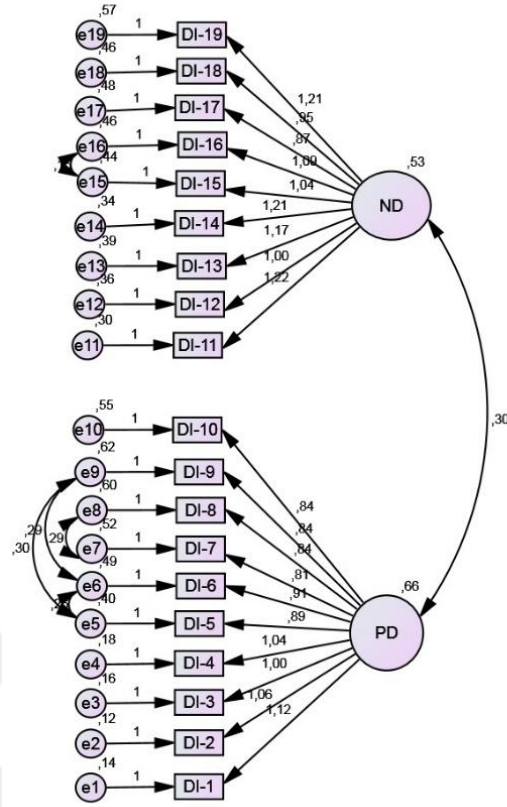 ,57
e19 1 DI-19
,46
e18 1 DI-18
,48
e17 1 DI-17
,46
e16 1 DI-16
,44
e15 1 DI-15
,34
e14 1 DI-14
,39
e13 1 DI-13
,36
e12 1 DI-12
,30
e11 1 DI-11
1,21
,95
,87
1,09
1,04
1,21
1,17
1,00
1,22
,53
ND
,30
,55
e10 1 DI-10
,62
e9 1 DI-9
,60
e8 1 DI-8
,52
e7 1 DI-7
,49
e6 1 DI-6
,40
e5 1 DI-5
,18
e4 1 DI-4
,16
e3 1 DI-3
,12
e2 1 DI-2
,14
e1 1 DI-1
,29
,30
29
,84
,84
,84
,81
,91
,89
1,04
1,00
1,06
1,12
,66
PD